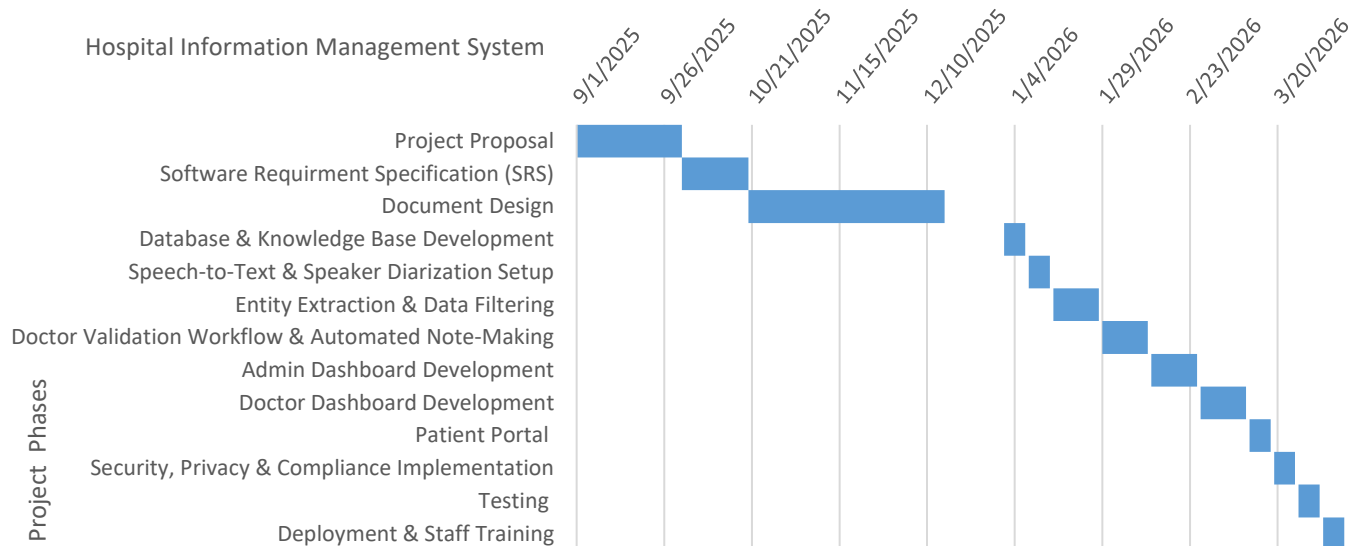 Hospital Information Management System
9/1/2025
9/26/2025
10/21/2025
11/15/2025
12/10/2025
1/4/2026
1/29/2026
2/23/2026
3/20/2026
Project Proposal
Software Requirment Specification (SRS)
Document Design
Database & Knowledge Base Development
Speech-to-Text & Speaker Diarization Setup
Entity Extraction & Data Filtering
Doctor Validation Workflow & Automated Note-Making
Admin Dashboard Development
Doctor Dashboard Development
Patient Portal
Security, Privacy & Compliance Implementation
Testing
Deployment & Staff Training
Project Phases